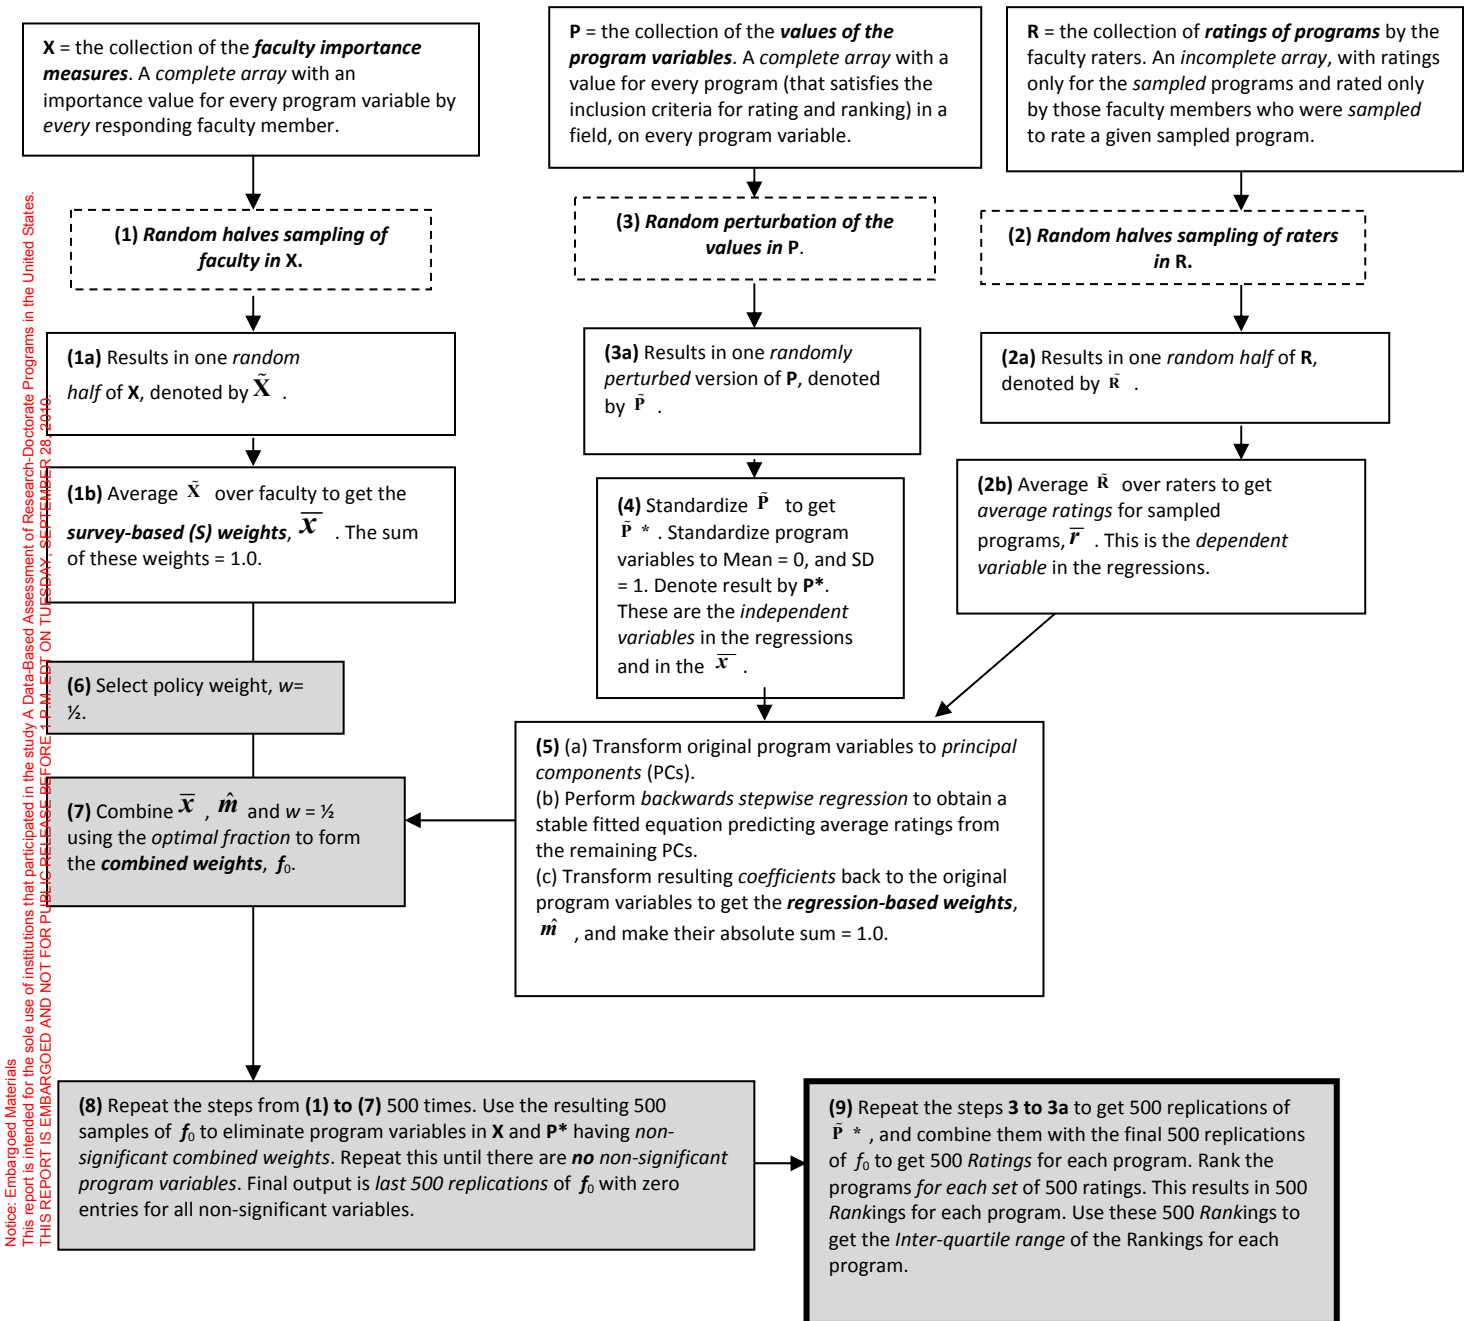 X = the collection of the faculty importance
measures. A complete array with an
importance value for every program variable by
every responding faculty member.
P = the collection of the values of the
program variables. A complete array with a
value for every program (that satisfies the
inclusion criteria for rating and ranking) in a
field, on every program variable.
R = the collection of ratings of programs by the
faculty raters. An incomplete array, with ratings
only for the sampled programs and rated only
by those faculty members who were sampled
to rate a given sampled program.
(1) Random halves sampling of
faculty in X.
(3) Random perturbation of the
values in P.
(2) Random halves sampling of raters
in R.
(1a) Results in one random
half of X, denoted by X̃ .
(3a) Results in one randomly
perturbed version of P, denoted
by P̃ .
(2a) Results in one random half of R,
denoted by R̃ .
(1b) Average X̃ over faculty to get the
survey-based (S) weights, x̅ . The sum
of these weights = 1.0.
(4) Standardize P̃ to get
P̃ * . Standardize program
variables to Mean = 0, and SD
= 1. Denote result by P*.
These are the independent
variables in the regressions
and in the x̅ .
(2b) Average R̃ over raters to get
average ratings for sampled
programs, r̅ . This is the dependent
variable in the regressions.
(6) Select policy weight, w=
½.
(5) (a) Transform original program variables to principal
components (PCs).
(b) Perform backwards stepwise regression to obtain a
stable fitted equation predicting average ratings from
the remaining PCs.
(c) Transform resulting coefficients back to the original
program variables to get the regression-based weights,
m̂ , and make their absolute sum = 1.0.
(7) Combine x̅ , m̂ and w = ½
using the optimal fraction to form
the combined weights, f₀.
(8) Repeat the steps from (1) to (7) 500 times. Use the resulting 500
samples of f₀ to eliminate program variables in X and P* having non-
significant combined weights. Repeat this until there are no non-significant
program variables. Final output is last 500 replications of f₀ with zero
entries for all non-significant variables.
(9) Repeat the steps 3 to 3a to get 500 replications of
P̃ * , and combine them with the final 500 replications
of f₀ to get 500 Ratings for each program. Rank the
programs for each set of 500 ratings. This results in 500
Rankings for each program. Use these 500 Rankings to
get the Inter-quartile range of the Rankings for each
program.
Notice: Embargoed Materials
This report is intended for the sole use of institutions that participated in the study A Data-Based Assessment of Research-Doctorate Programs in the United States.
THIS REPORT IS EMBARGOED AND NOT FOR PUBLIC RELEASE BEFORE 1 P.M. EDT ON TUESDAY, SEPTEMBER 28, 2010.